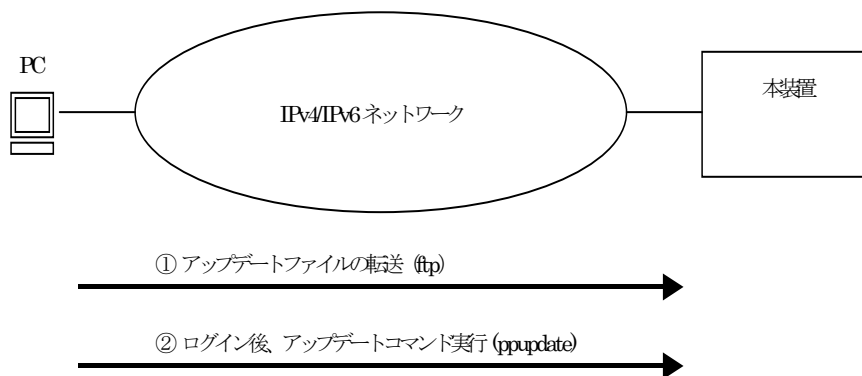 PC
IPv4/IPv6 ネットワーク
本装置
① アップデートファイルの転送 (ftp)
② ログイン後、アップデートコマンド実行 (ppupdate)